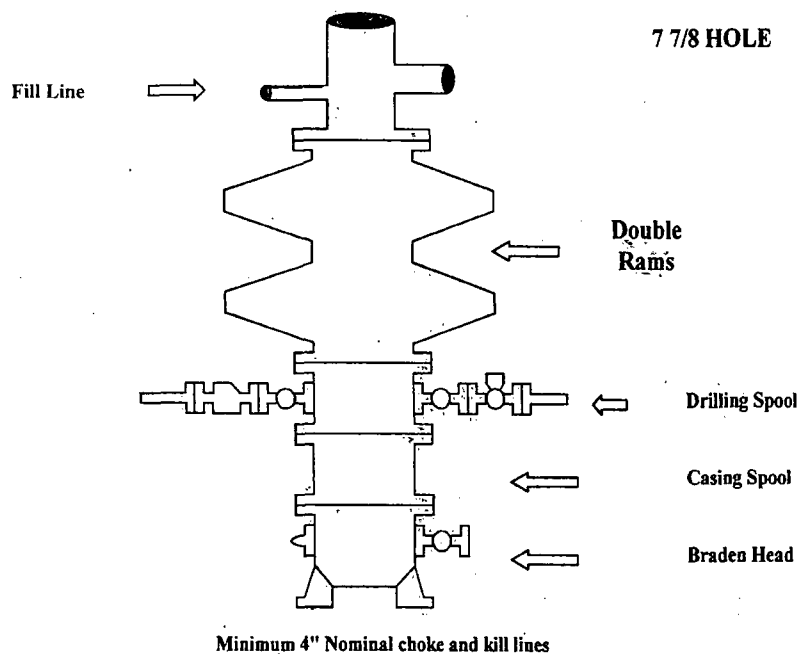 7 7/8 HOLE
Fill Line
Double
Rams
Drilling Spool
Casing Spool
Braden Head
Minimum 4" Nominal choke and kill lines